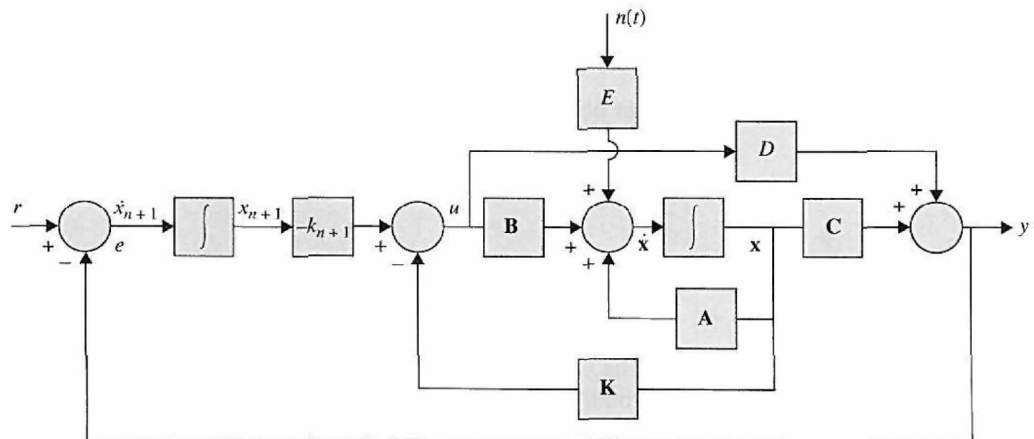 n(t)
E
D
+
+
r
ẋₙ₊₁
∫
xₙ₊₁
−kₙ₊₁
u
B
∫
C
y
+
e
+
+
ẋ
x
+
−
−
+
A
K